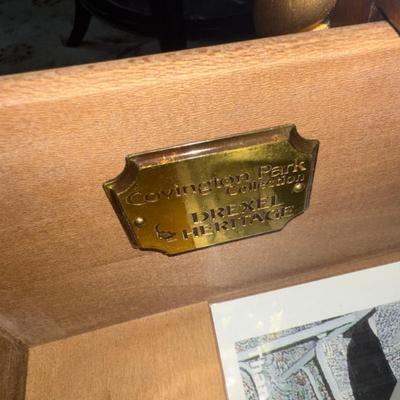 Covington Park
Collection
DREXEL
HERITAGE